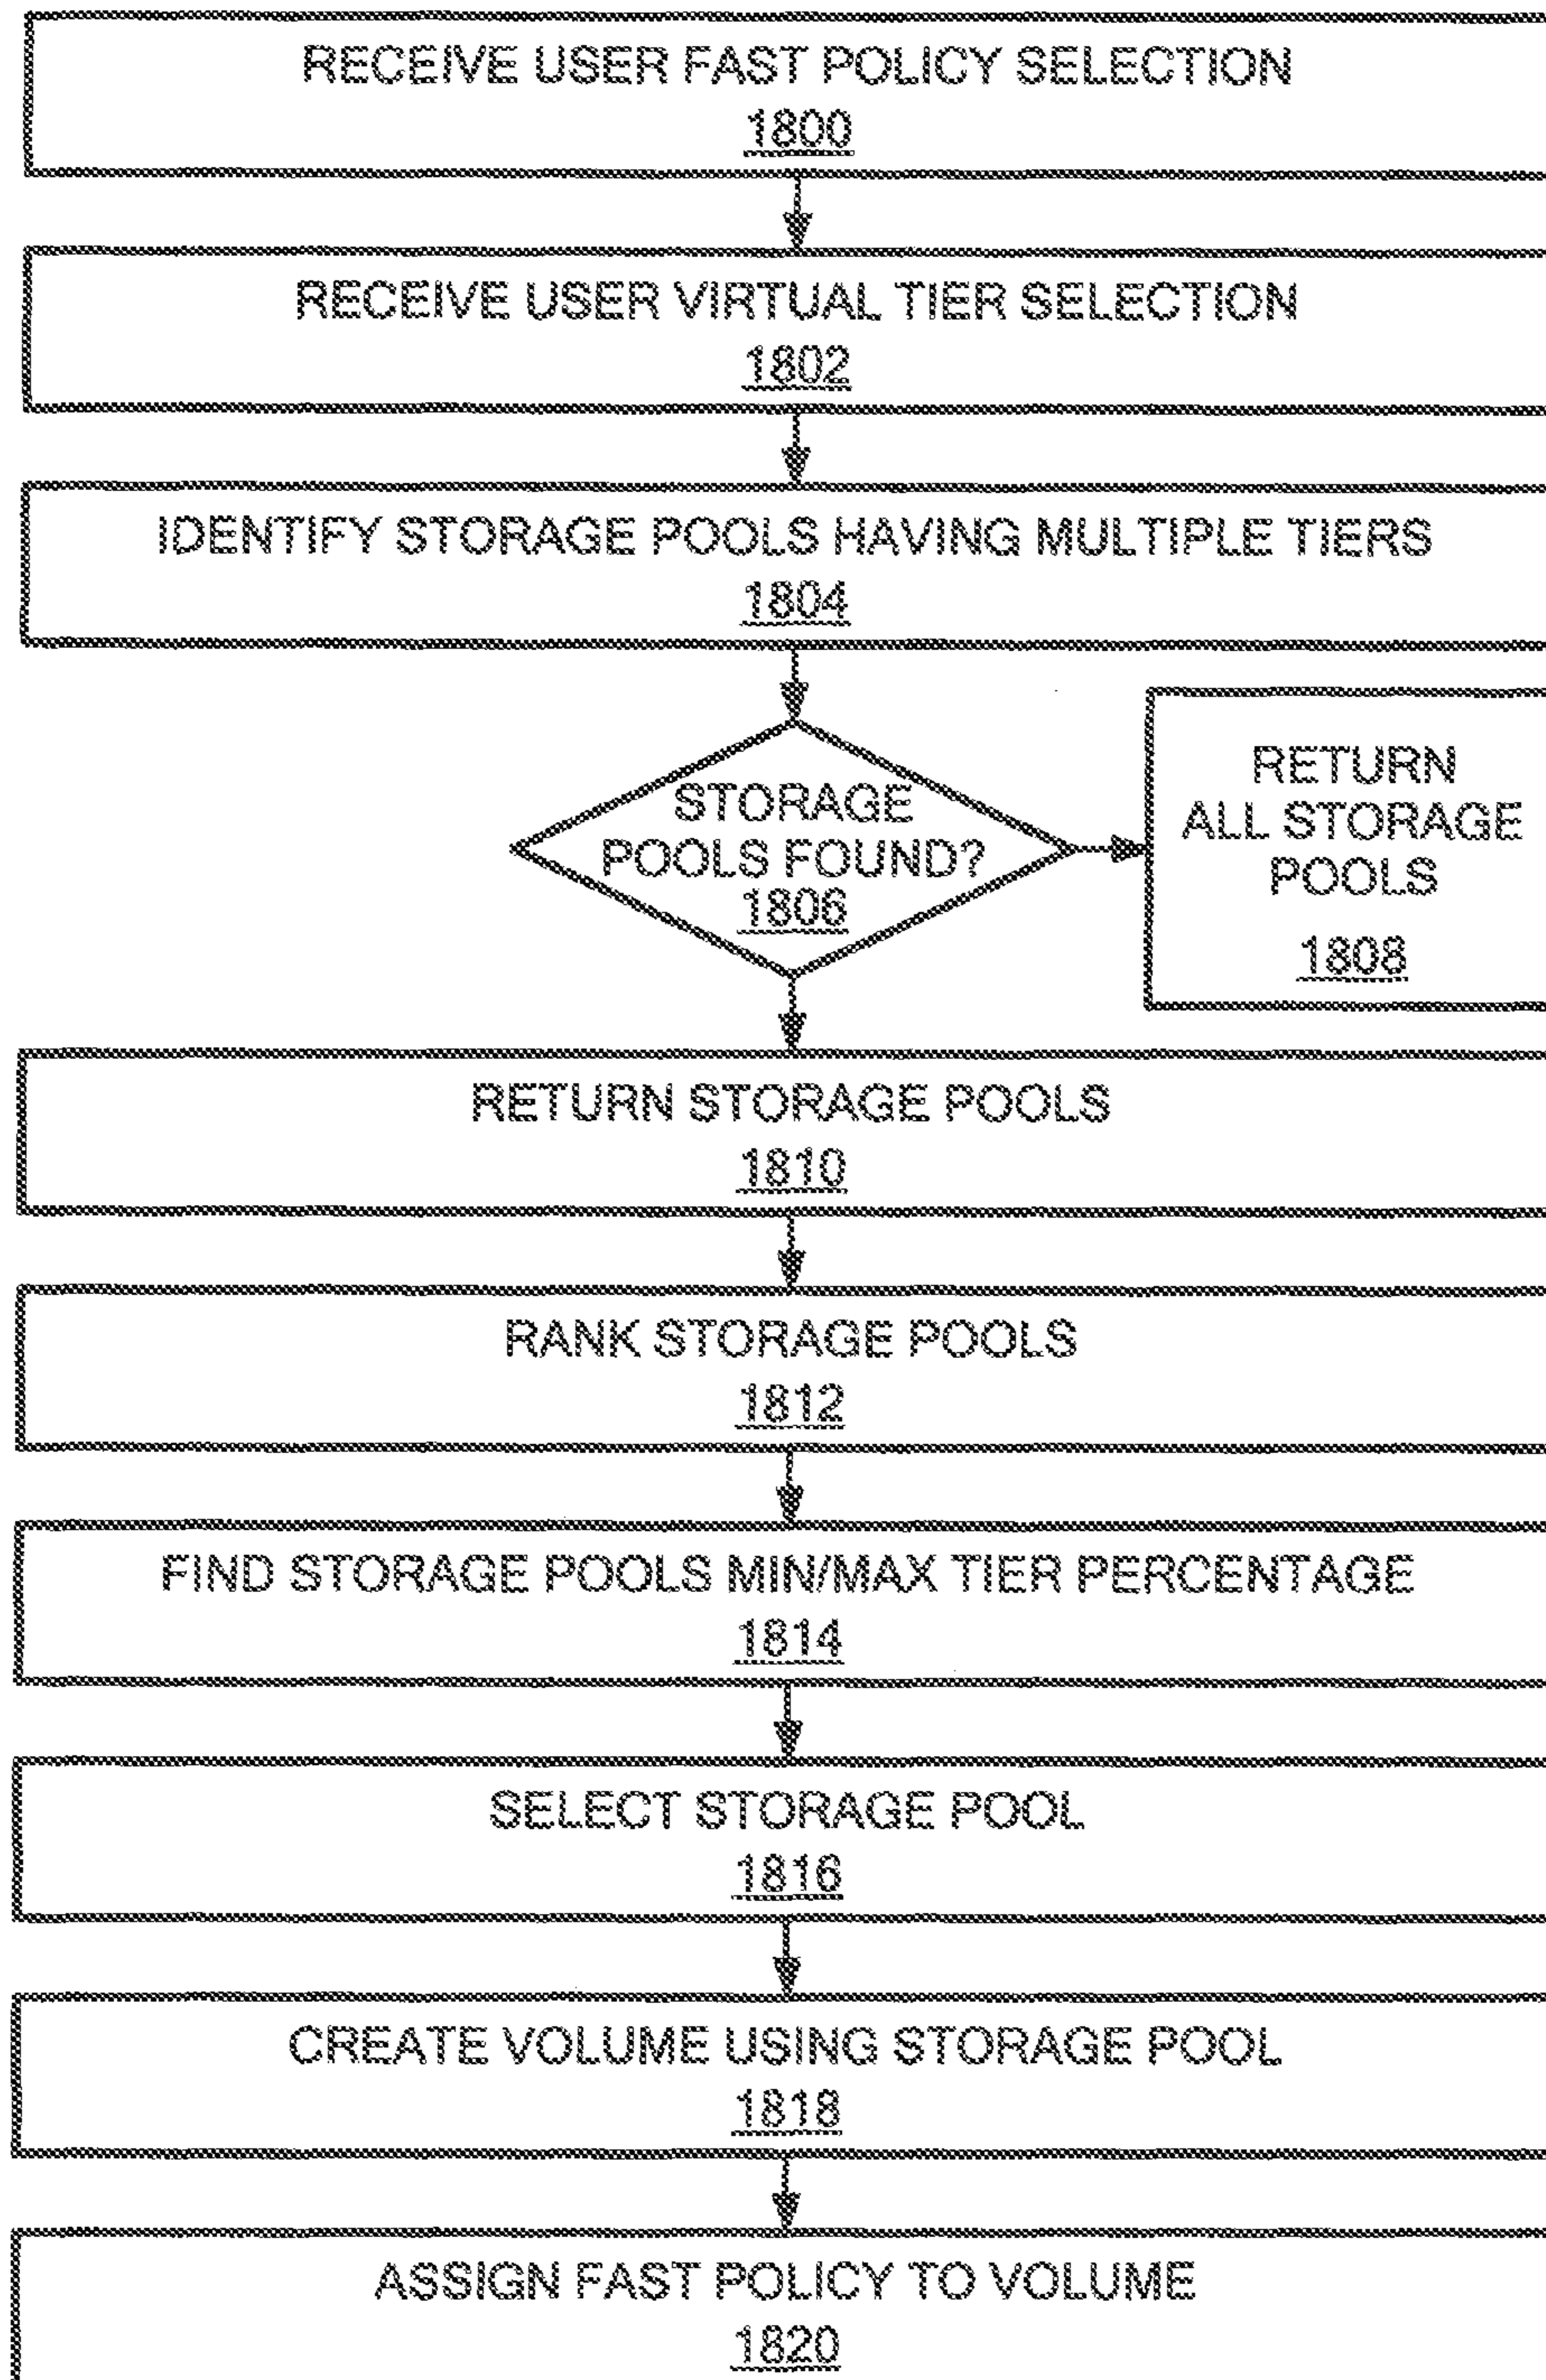 RECEIVE USER FAST POLICY SELECTION
1800
RECEIVE USER VIRTUAL TIER SELECTION
1802
IDENTIFY STORAGE POOLS HAVING MULTIPLE TIERS
1804
STORAGE
POOLS FOUND?
1806
RETURN
ALL STORAGE
POOLS
1808
RETURN STORAGE POOLS
1810
RANK STORAGE POOLS
1812
FIND STORAGE POOLS MIN/MAX TIER PERCENTAGE
1814
SELECT STORAGE POOL
1816
CREATE VOLUME USING STORAGE POOL
1818
ASSIGN FAST POLICY TO VOLUME
1820